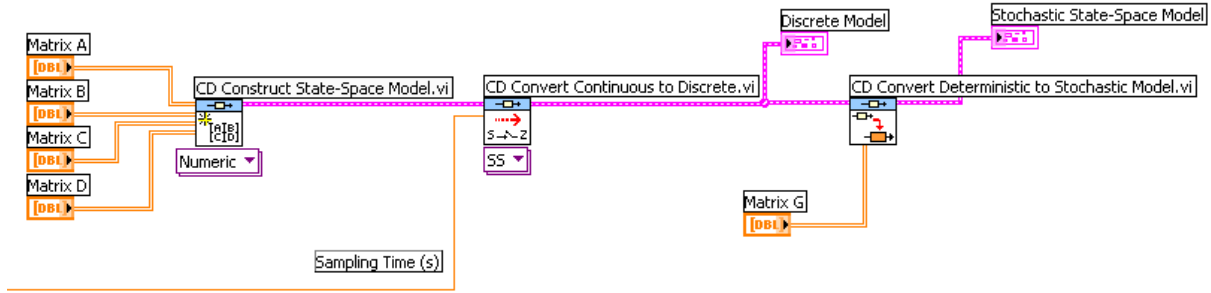 Discrete Model
Stochastic State-Space Model
Matrix A
[DBL]
CD Construct State-Space Model.vi
CD Convert Continuous to Discrete.vi
CD Convert Deterministic to Stochastic Model.vi
Matrix B
[DBL]
[A|B]
[C|D]
S Z
Matrix C
[DBL]
Numeric
SS
Matrix D
[DBL]
Matrix G
[DBL]
Sampling Time (s)